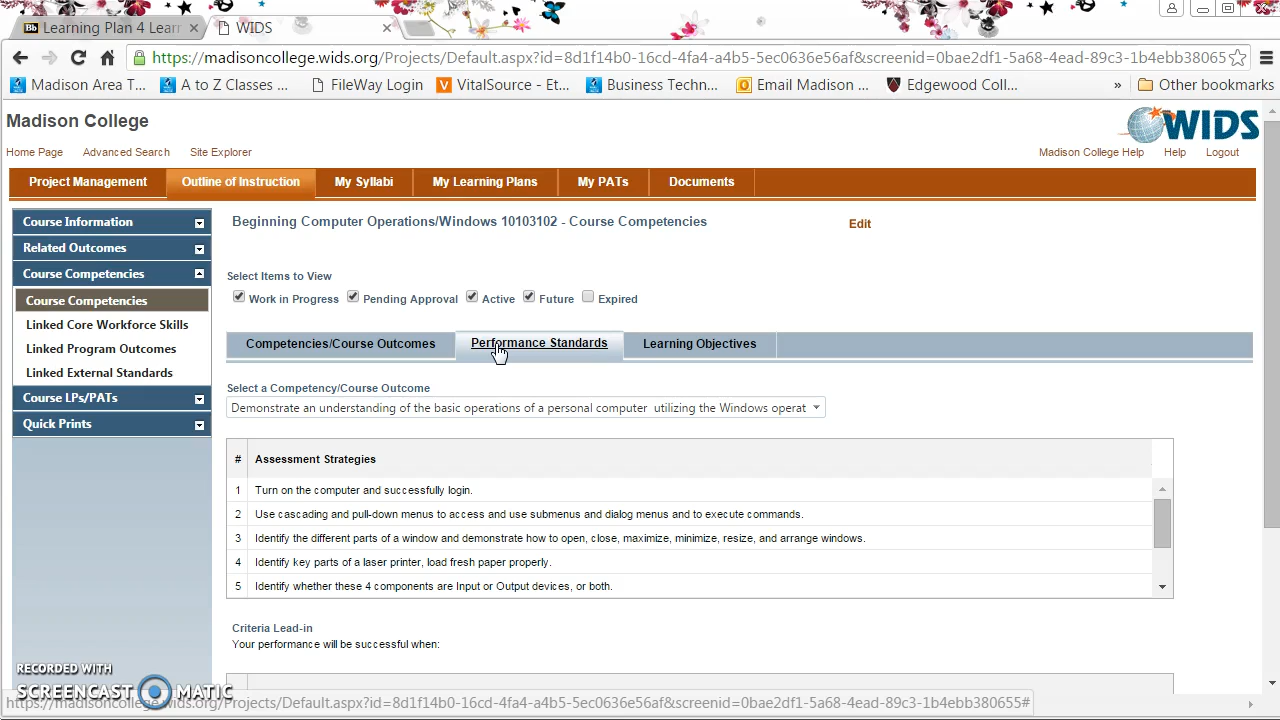 Bb Learning Plan 4 Learn
WIDS
https://madisoncollege.wids.org/Projects/Default.aspx?id=8d1f14b0-16cd-4fa4-a4b5-5ec0636e56af&screenid=0bae2df1-5a68-4ead-89c3-1b4ebb38065
Madison Area T...
A to Z Classes ...
FileWay Login
VitalSource - Et...
Business Techn...
Email Madison ...
Edgewood Coll...
»
Other bookmarks
Madison College
WIDS
Home Page
Advanced Search
Site Explorer
Madison College Help
Help
Logout
Project Management
Outline of Instruction
My Syllabi
My Learning Plans
My PATs
Documents
Course Information
Related Outcomes
Course Competencies
Course Competencies
Linked Core Workforce Skills
Linked Program Outcomes
Linked External Standards
Course LPs/PATs
Quick Prints
Beginning Computer Operations/Windows 10103102 - Course Competencies
Edit
Select Items to View
Work in Progress
Pending Approval
Active
Future
Expired
Competencies/Course Outcomes
Performance Standards
Learning Objectives
Select a Competency/Course Outcome
Demonstrate an understanding of the basic operations of a personal computer utilizing the Windows operat
# Assessment Strategies
1 Turn on the computer and successfully login.
2 Use cascading and pull-down menus to access and use submenus and dialog menus and to execute commands.
3 Identify the different parts of a window and demonstrate how to open, close, maximize, minimize, resize, and arrange windows.
4 Identify key parts of a laser printer, load fresh paper properly.
5 Identify whether these 4 components are Input or Output devices, or both.
Criteria Lead-in
Your performance will be successful when:
RECORDED WITH
SCREENCAST MATIC
https://madisoncollege.wids.org/Projects/Default.aspx?id=8d1f14b0-16cd-4fa4-a4b5-5ec0636e56af&screenid=0bae2df1-5a68-4ead-89c3-1b4ebb380655#